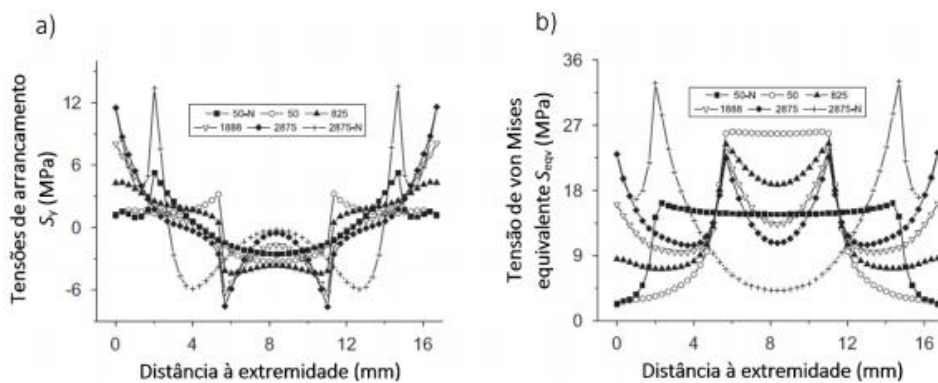 a)
Tensões de arrancamento
Sᵧ (MPa)
12
6
0
-6
50-N 50 825
1888 2875 2875-N
0 4 8 12 16
Distância à extremidade (mm)
b)
Tensão de von Mises
equivalente Seqv (MPa)
36
27
18
9
0
50-N 50 825
1888 2875 2875-N
0 4 8 12 16
Distância à extremidade (mm)